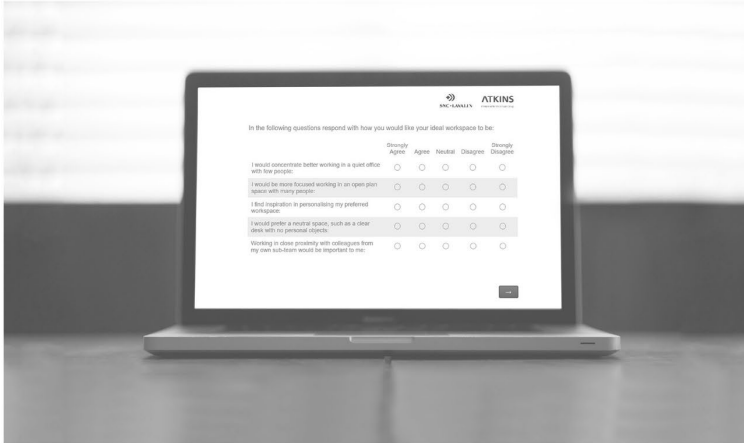 SNC • LAVALIN
ATKINS
In the following questions respond with how you would like your ideal workspace to be:
Strongly Agree Agree Neutral Disagree Strongly Disagree
I would concentrate better working in a quiet office
with few people:
I would be more focused working in an open plan
space with many people:
I find inspiration in personalising my preferred
workspace:
I would prefer a neutral space, such as a clear
desk with no personal objects:
Working in close proximity with colleagues from
my own sub-team would be important to me:
→